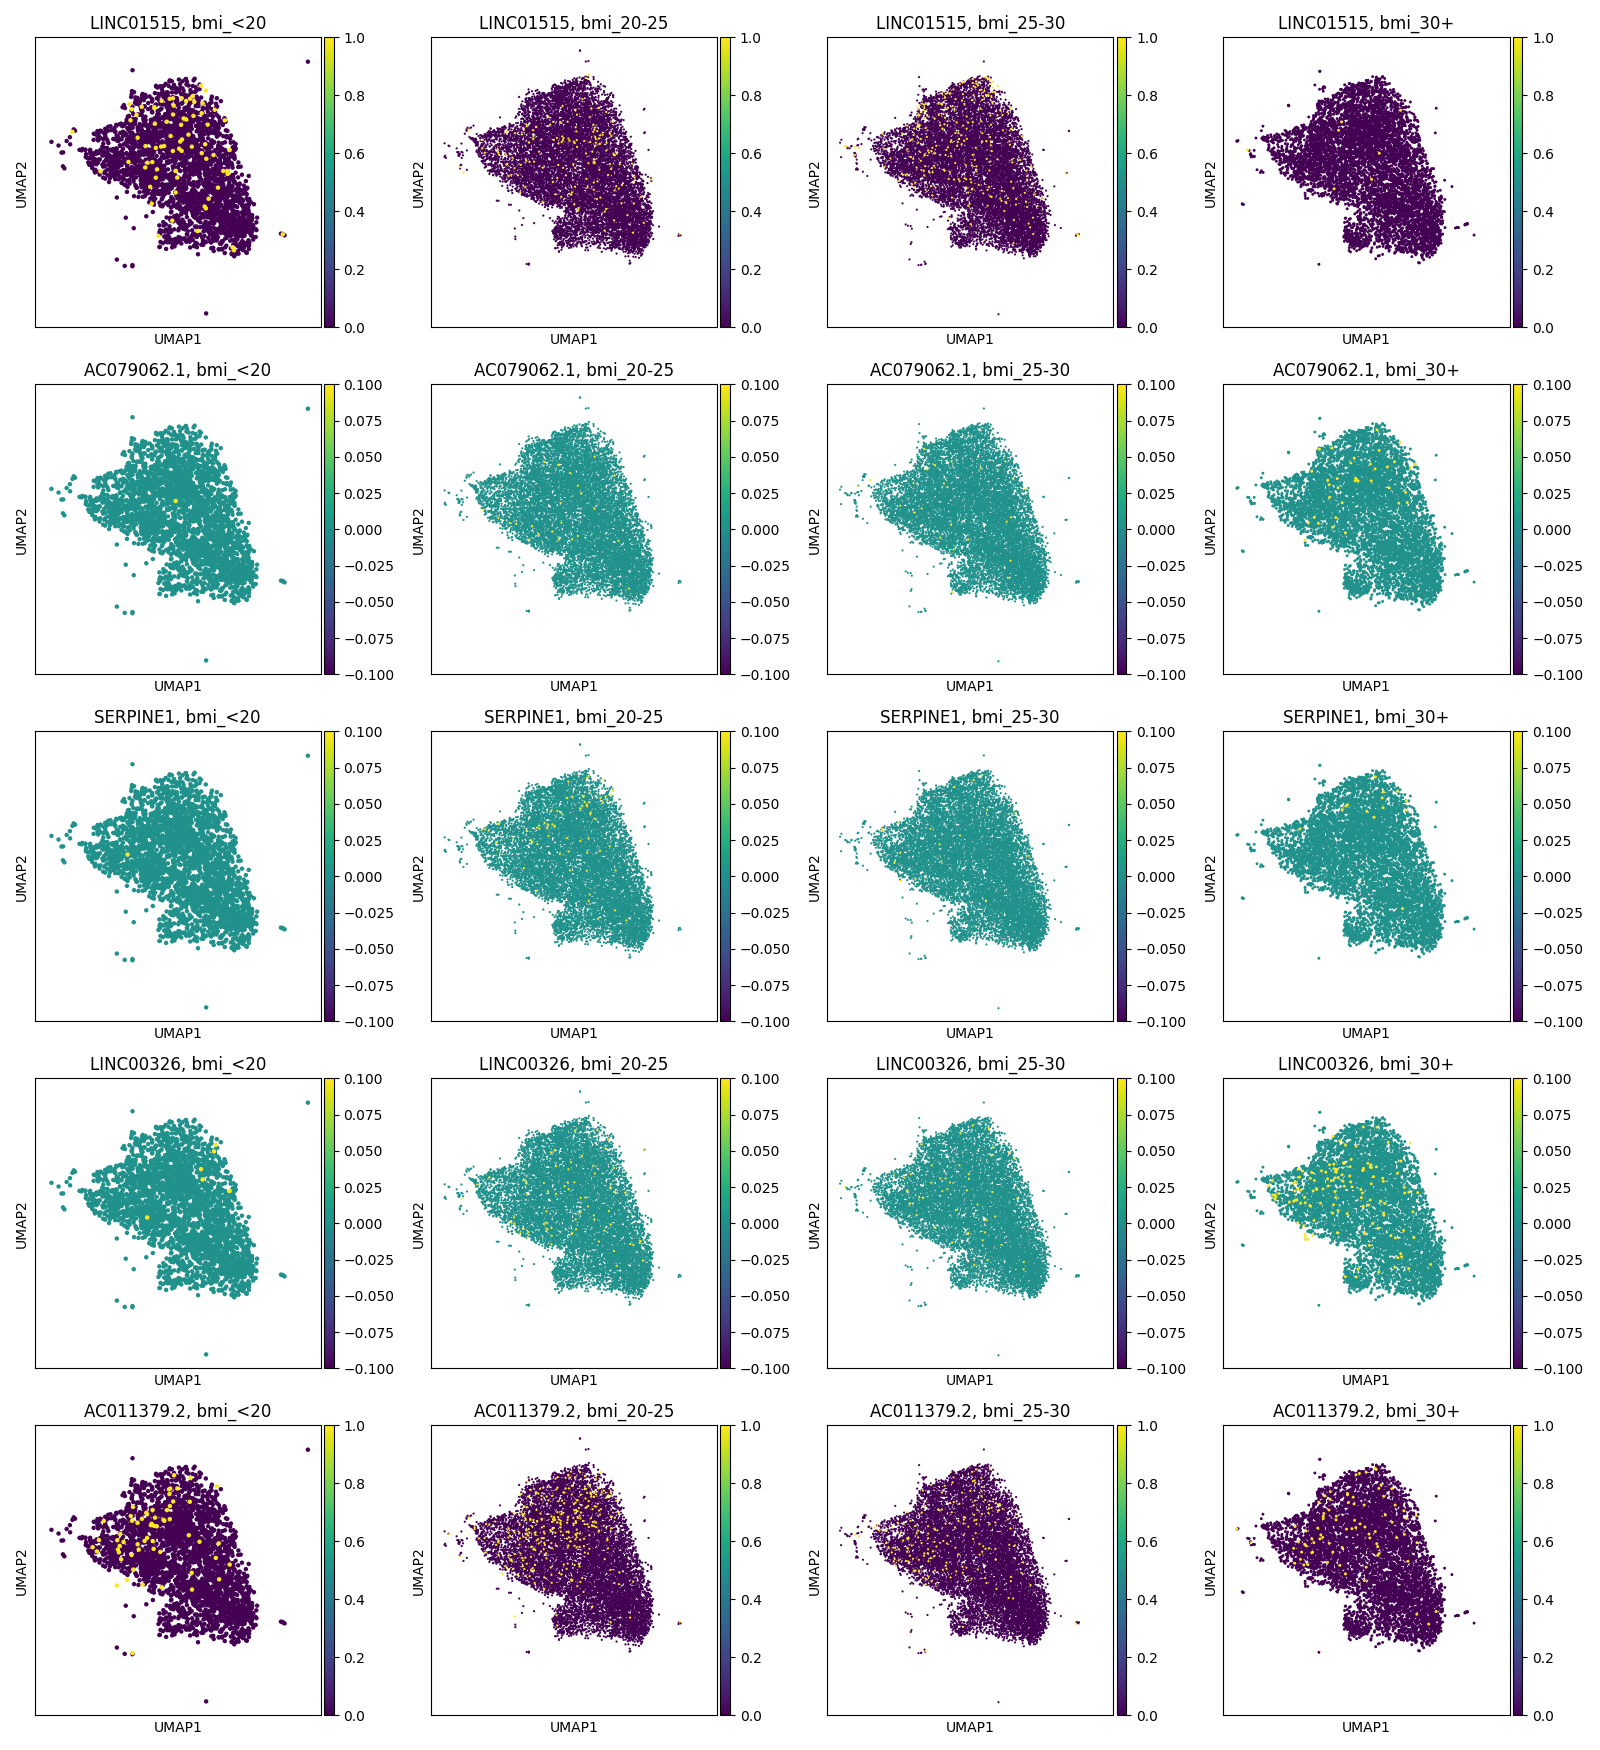 LINC01515, bmi_<20
LINC01515, bmi_20-25
LINC01515, bmi_25-30
LINC01515, bmi_30+
1.0
0.8
0.6
0.4
0.2
0.0
1.0
0.8
0.6
0.4
0.2
0.0
1.0
0.8
0.6
0.4
0.2
0.0
1.0
0.8
0.6
0.4
0.2
0.0
UMAP2
UMAP2
UMAP2
UMAP2
UMAP1
UMAP1
UMAP1
UMAP1
AC079062.1, bmi_<20
AC079062.1, bmi_20-25
AC079062.1, bmi_25-30
AC079062.1, bmi_30+
0.100
0.075
0.050
0.025
0.000
−0.025
−0.050
−0.075
−0.100
0.100
0.075
0.050
0.025
0.000
−0.025
−0.050
−0.075
−0.100
0.100
0.075
0.050
0.025
0.000
−0.025
−0.050
−0.075
−0.100
0.100
0.075
0.050
0.025
0.000
−0.025
−0.050
−0.075
−0.100
UMAP2
UMAP2
UMAP2
UMAP2
UMAP1
UMAP1
UMAP1
UMAP1
SERPINE1, bmi_<20
SERPINE1, bmi_20-25
SERPINE1, bmi_25-30
SERPINE1, bmi_30+
0.100
0.075
0.050
0.025
0.000
−0.025
−0.050
−0.075
−0.100
0.100
0.075
0.050
0.025
0.000
−0.025
−0.050
−0.075
−0.100
0.100
0.075
0.050
0.025
0.000
−0.025
−0.050
−0.075
−0.100
0.100
0.075
0.050
0.025
0.000
−0.025
−0.050
−0.075
−0.100
UMAP2
UMAP2
UMAP2
UMAP2
UMAP1
UMAP1
UMAP1
UMAP1
LINC00326, bmi_<20
LINC00326, bmi_20-25
LINC00326, bmi_25-30
LINC00326, bmi_30+
0.100
0.075
0.050
0.025
0.000
−0.025
−0.050
−0.075
−0.100
0.100
0.075
0.050
0.025
0.000
−0.025
−0.050
−0.075
−0.100
0.100
0.075
0.050
0.025
0.000
−0.025
−0.050
−0.075
−0.100
0.100
0.075
0.050
0.025
0.000
−0.025
−0.050
−0.075
−0.100
UMAP2
UMAP2
UMAP2
UMAP2
UMAP1
UMAP1
UMAP1
UMAP1
AC011379.2, bmi_<20
AC011379.2, bmi_20-25
AC011379.2, bmi_25-30
AC011379.2, bmi_30+
1.0
0.8
0.6
0.4
0.2
0.0
1.0
0.8
0.6
0.4
0.2
0.0
1.0
0.8
0.6
0.4
0.2
0.0
1.0
0.8
0.6
0.4
0.2
0.0
UMAP2
UMAP2
UMAP2
UMAP2
UMAP1
UMAP1
UMAP1
UMAP1